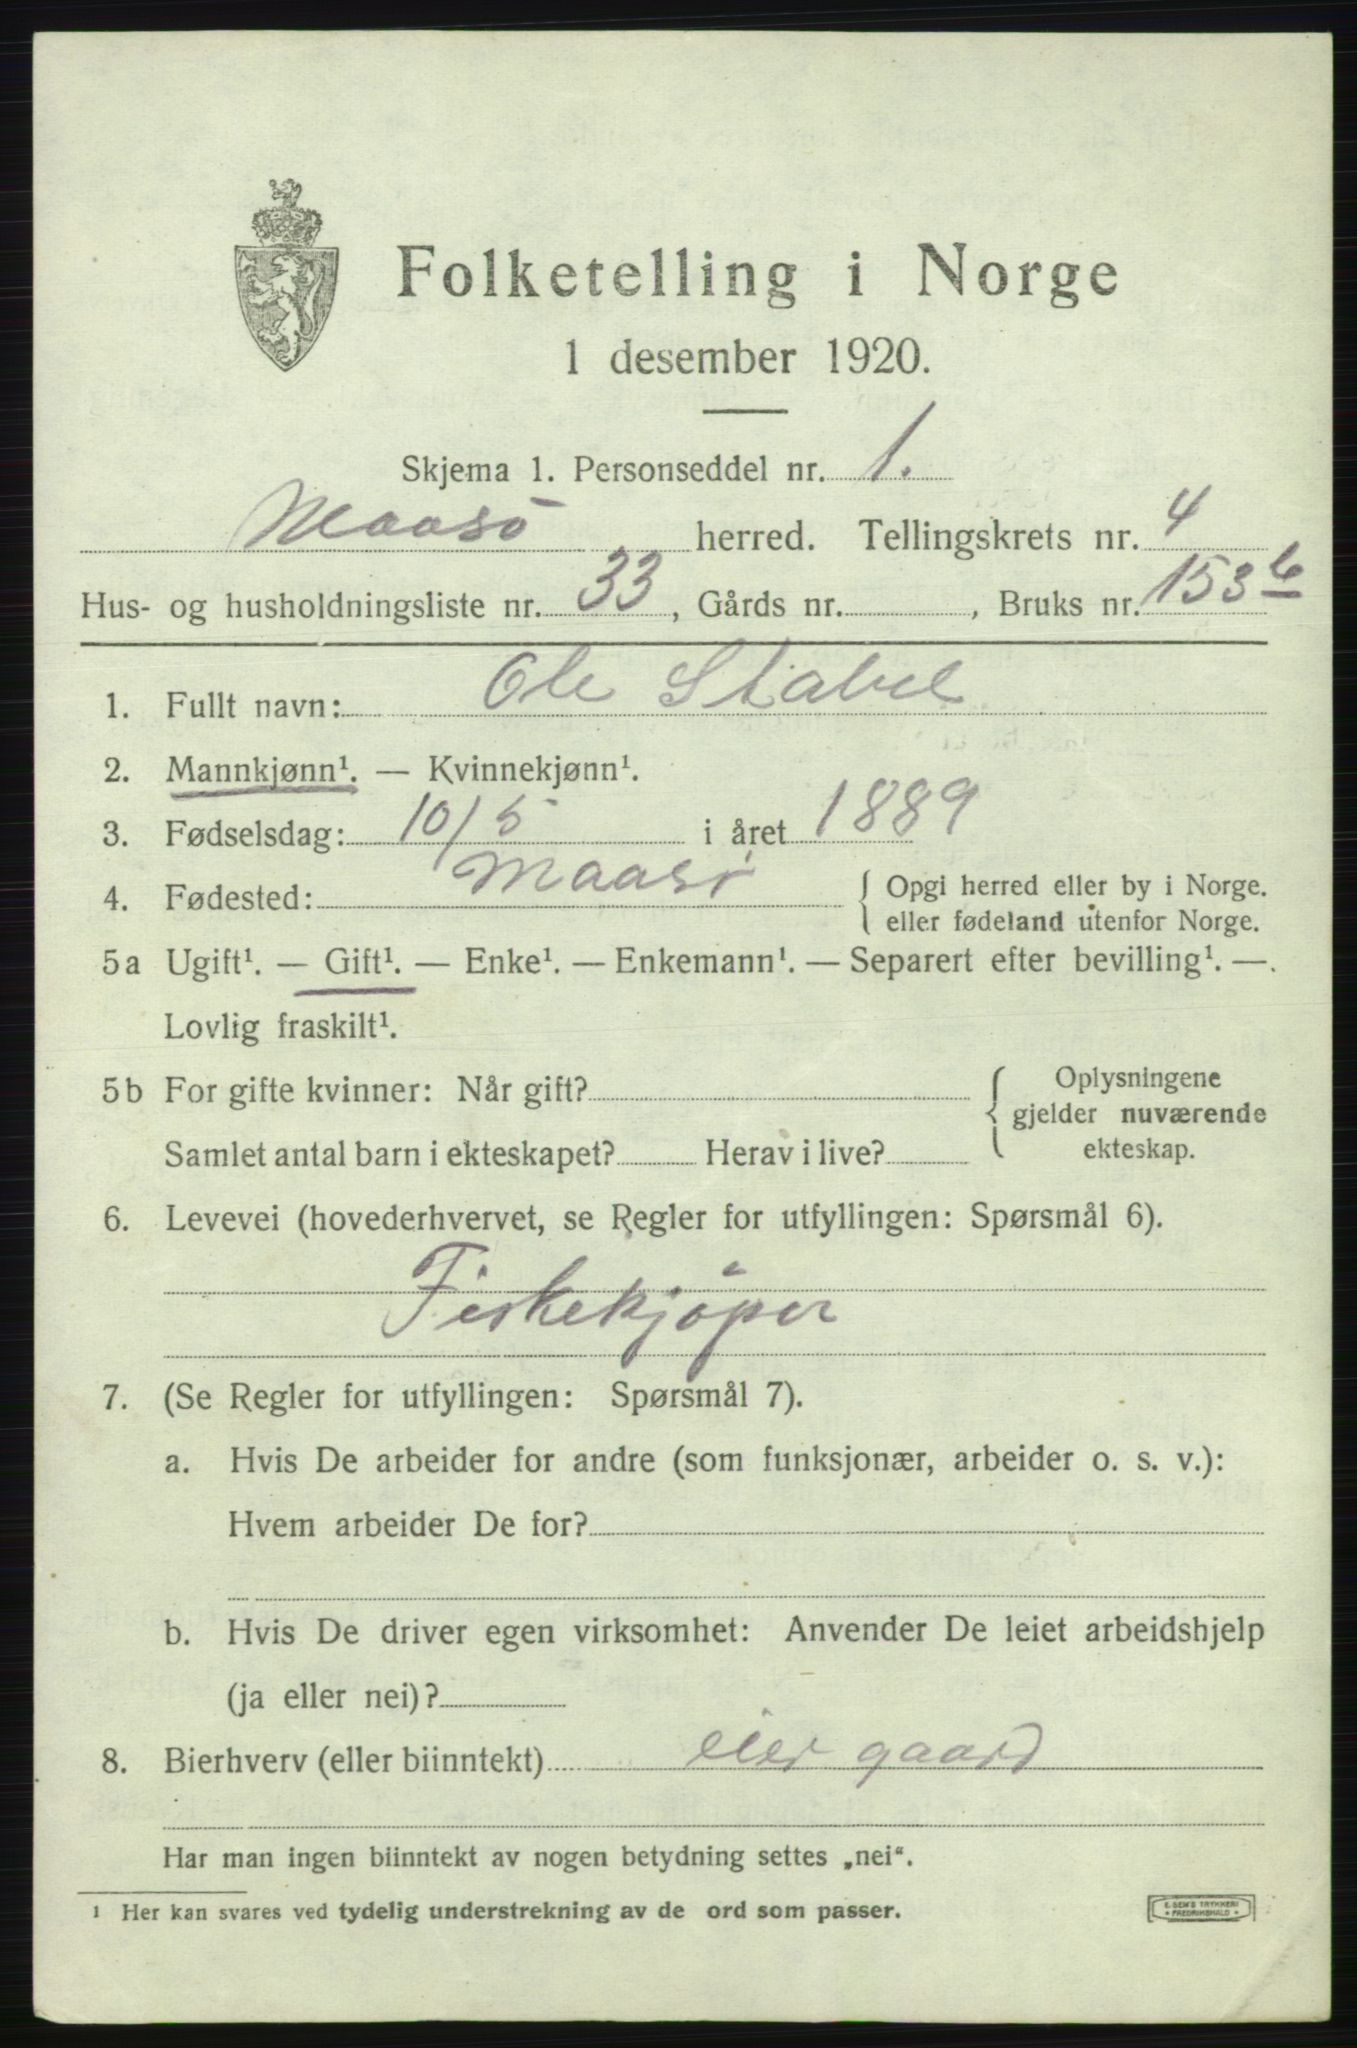 Folketelling i Norge
1 desember 1920.
Skjema 1. Personseddel nr. 1.
Maasö herred. Tellingskrets nr. 4
Hus- og husholdningsliste nr. 33, Gårds nr. , Bruks nr. 153 b
1. Fullt navn: Ole Stabel
2. Mannkjønn¹. — Kvinnekjønn¹.
3. Fødselsdag: 10/5 i året 1889
4. Fødested: Maasö { Opgi herred eller by i Norge.
eller fødeland utenfor Norge.
5a Ugift¹. — Gift¹. — Enke¹. — Enkemann¹. — Separert efter bevilling¹. —.
Lovlig fraskilt¹.
5b For gifte kvinner: Når gift? { Oplysningene
gjelder nuværende
ekteskap.
Samlet antal barn i ekteskapet? Herav i live?
6. Levevei (hovederhvervet, se Regler for utfyllingen: Spørsmål 6).
Fiskekjöper
7. (Se Regler for utfyllingen: Spørsmål 7).
a. Hvis De arbeider for andre (som funksjonær, arbeider o. s. v.):
Hvem arbeider De for?
b. Hvis De driver egen virksomhet: Anvender De leiet arbeidshjelp
(ja eller nei)?
8. Bierhverv (eller biinntekt) eier gaard
Har man ingen biinntekt av nogen betydning settes „nei“.
¹ Her kan svares ved tydelig understrekning av de ord som passer.
E. SEM'S TRYKKERI
FREDRIKSHALD